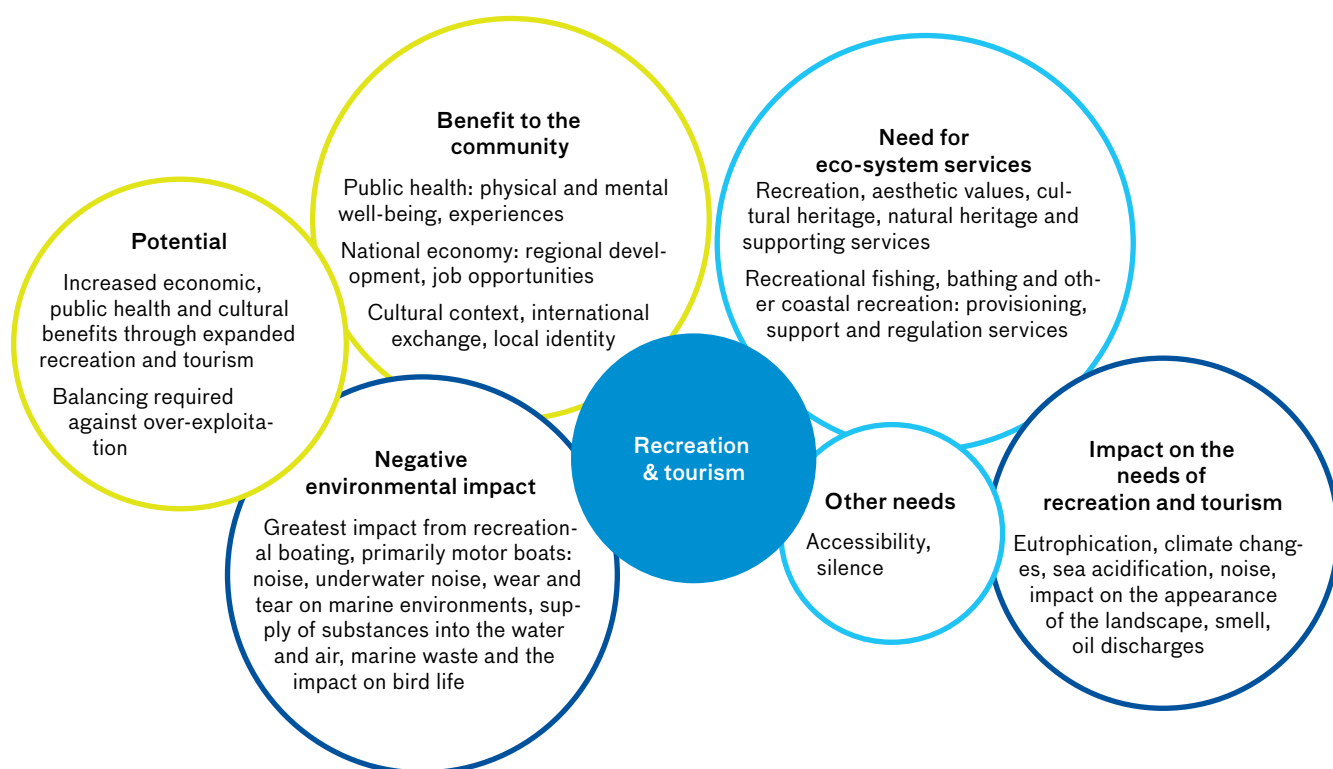 Benefit to the
community
Public health: physical and mental
well-being, experiences
National economy: regional devel-
opment, job opportunities
Cultural context, international
exchange, local identity
Need for
eco-system services
Recreation, aesthetic values, cul-
tural heritage, natural heritage and
supporting services
Recreational fishing, bathing and oth-
er coastal recreation: provisioning,
support and regulation services
Potential
Increased economic,
public health and cultural
benefits through expanded
recreation and tourism
Balancing required
against over-exploita-
tion
Negative
environmental impact
Greatest impact from recreation-
al boating, primarily motor boats:
noise, underwater noise, wear and
tear on marine environments, sup-
ply of substances into the water
and air, marine waste and the
impact on bird life
Recreation
& tourism
Other needs
Accessibility,
silence
Impact on the
needs of
recreation and tourism
Eutrophication, climate chang-
es, sea acidification, noise,
impact on the appearance
of the landscape, smell,
oil discharges